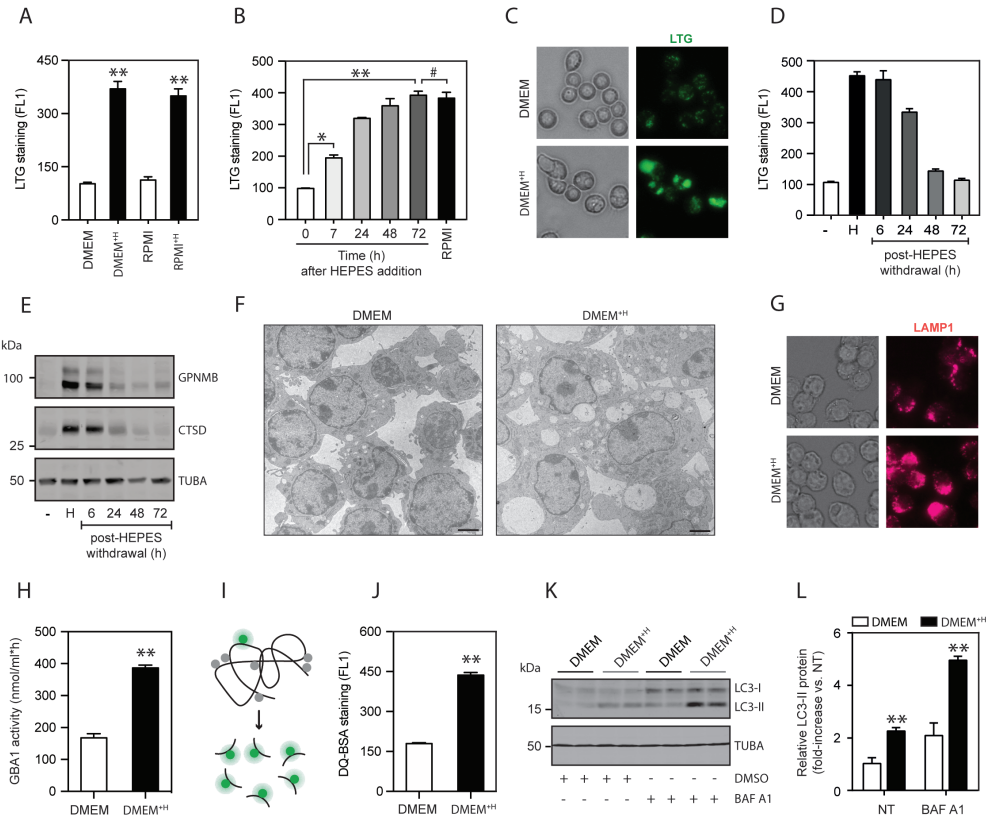 A
LTG staining (FL1)
450
300
150
0
**
**
DMEM
DMEM+H
RPMI
RPMI+H
B
LTG staining (FL1)
500
400
300
200
100
0
**
#
*
0 7 24 48 72 RPMI
Time (h)
after HEPES addition
C
LTG
DMEM
DMEM+H
D
LTG staining (FL1)
500
400
300
200
100
0
- H 6 24 48 72
post-HEPES
withdrawal (h)
E
kDa
100
25
50
GPNMB
CTSD
TUBA
- H 6 24 48 72
post-HEPES
withdrawal (h)
F
DMEM
DMEM+H
G
LAMP1
DMEM
DMEM+H
H
GBA1 activity (nmol/ml*h)
500
400
300
200
100
0
**
DMEM DMEM+H
I
J
DQ-BSA staining (FL1)
600
450
300
150
0
**
DMEM DMEM+H
K
DMEM DMEM+H DMEM DMEM+H
kDa
15
50
LC3-I
LC3-II
TUBA
+ + + + - - - - DMSO
- - - - + + + + BAF A1
L
DMEM DMEM+H
Relative LC3-II protein
(fold-increase vs. NT)
6
4
2
0
**
**
NT BAF A1